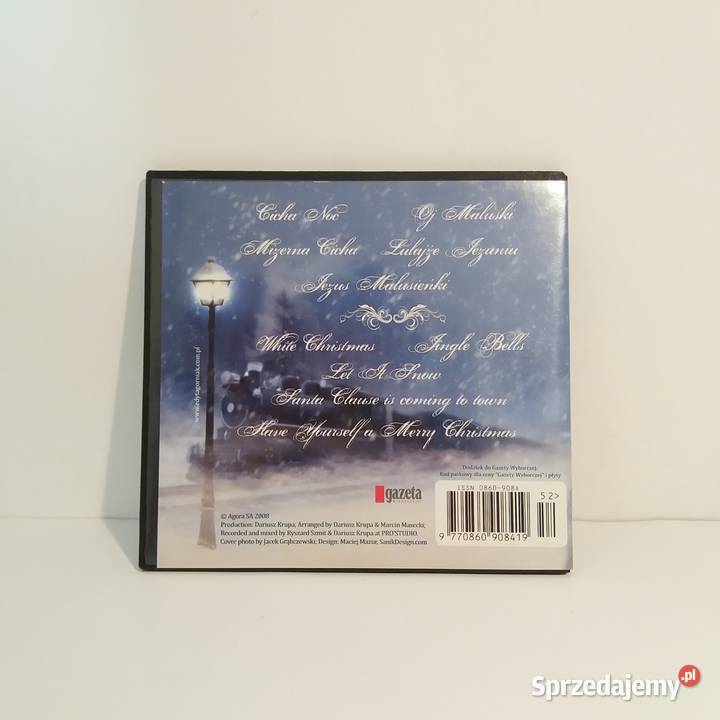 Cicha Noc Oj Maluśki
Mizerna Cicha Lulajże Jezuniu
Jezus Malusieńki
White Christmas Jingle Bells
Let It Snow
Santa Clause is coming to town
Have Yourself a Merry Christmas
www.edytagorniak.com.pl
Dodatek do Gazety Wyborczej.
Kod paskowy dla ceny "Gazety Wyborczej" i płyty
gazeta
WYBORCZA.PL
ISSN 0860-908X
52>
9 770860 908419
© Agora SA 2008
Production: Dariusz Krupa; Arranged by Dariusz Krupa & Marcin Masecki;
Recorded and mixed by Ryszard Szmit & Dariusz Krupa at PRO'STUDIO.
Cover photo by Jacek Grąbczewski; Design: Maciej Mazur, SanikDesign.com
Sprzedajemy.pl